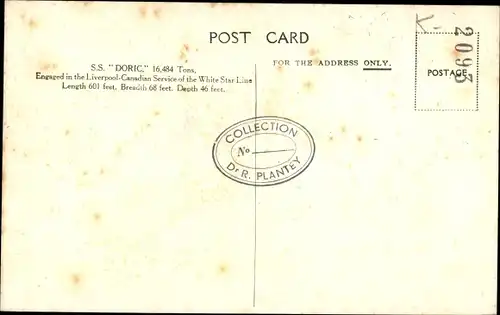 POST CARD
S.S. "DORIC," 16,484 Tons,
Engaged in the Liverpool-Canadian Service of the White Star Line
Length 601 feet. Breadth 68 feet. Depth 46 feet.
FOR THE ADDRESS ONLY.
K-
2093
POSTAGE
COLLECTION
No
Dr R. PLANTEY